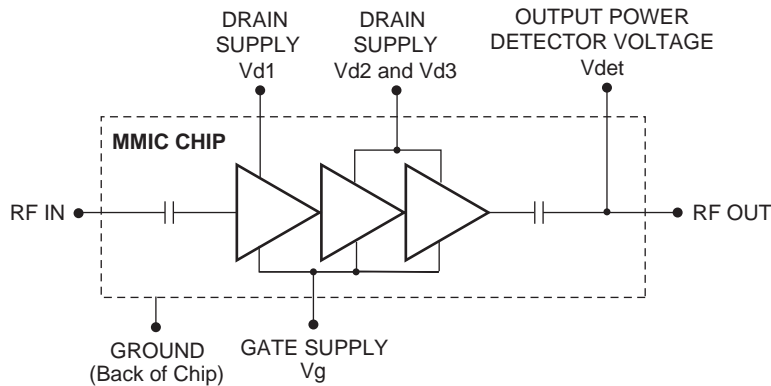 DRAIN
SUPPLY
Vd1
DRAIN
SUPPLY
Vd2 and Vd3
OUTPUT POWER
DETECTOR VOLTAGE
Vdet
MMIC CHIP
RF IN
RF OUT
GROUND
(Back of Chip)
GATE SUPPLY
Vg